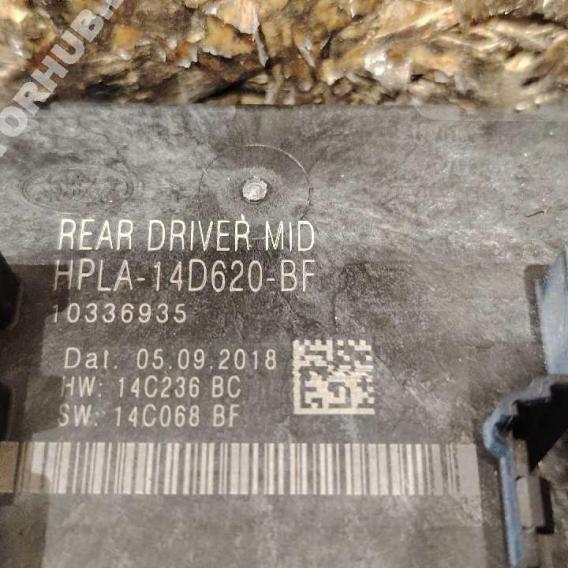 REAR DRIVER MID
HPLA-14D620-BF
10336935
Dat. 05.09.2018
HW: 14C236 BC
SW: 14C068 BF